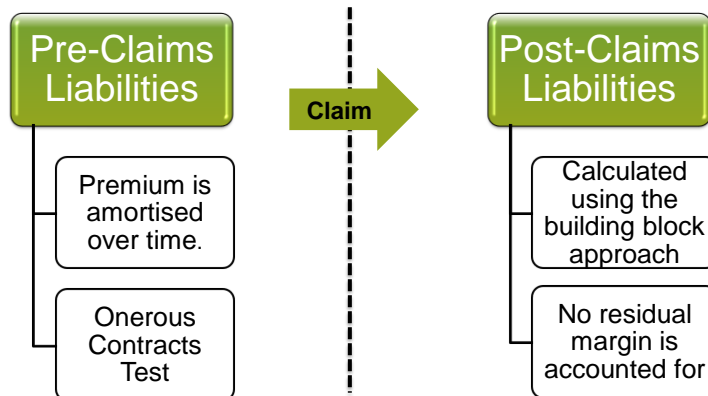 Pre-Claims
Liabilities
Premium is
amortised
over time.
Onerous
Contracts
Test
Claim
Post-Claims
Liabilities
Calculated
using the
building block
approach
No residual
margin is
accounted for